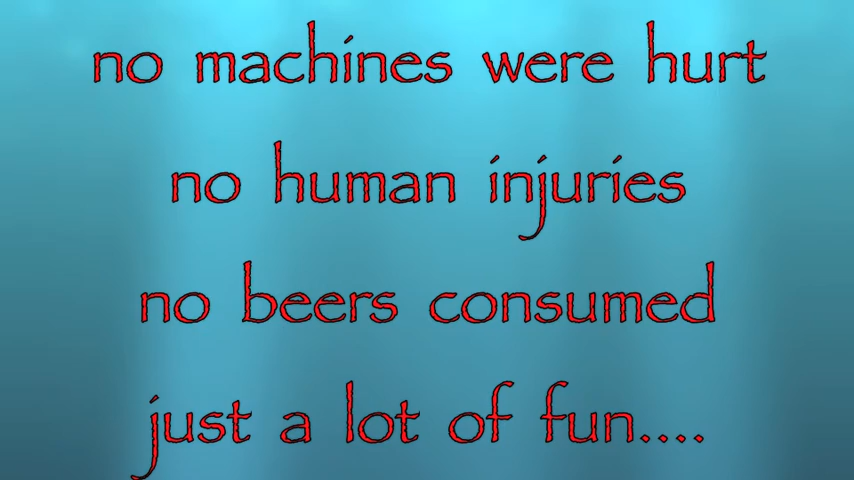 no machines were hurt
no human injuries
no beers consumed
just a lot of fun....